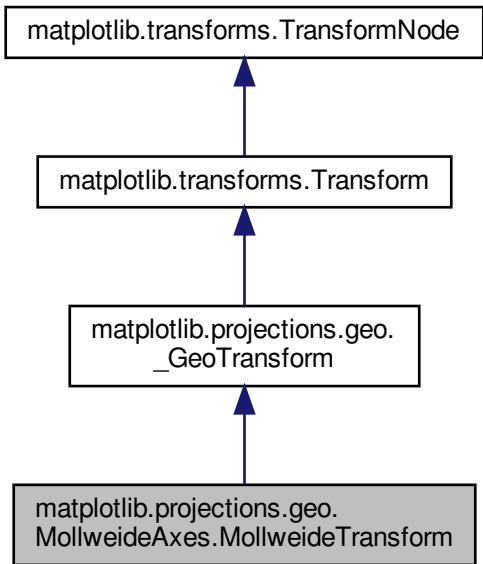 matplotlib.transforms.TransformNode
matplotlib.transforms.Transform
matplotlib.projections.geo.
_GeoTransform
matplotlib.projections.geo.
MollweideAxes.MollweideTransform